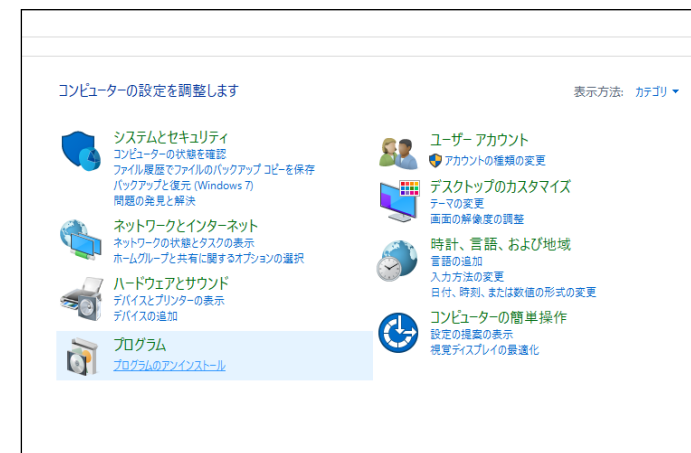 コンピューターの設定を調整します
表示方法: カテゴリ
システムとセキュリティ
コンピューターの状態を確認
ファイル履歴でファイルのバックアップ コピーを保存
バックアップと復元 (Windows 7)
問題の発見と解決
ネットワークとインターネット
ネットワークの状態とタスクの表示
ホームグループと共有に関するオプションの選択
ハードウェアとサウンド
デバイスとプリンターの表示
デバイスの追加
プログラム
プログラムのアンインストール
ユーザー アカウント
アカウントの種類の変更
デスクトップのカスタマイズ
テーマの変更
画面の解像度の調整
時計、言語、および地域
言語の追加
入力方法の変更
日付、時刻、または数値の形式の変更
コンピューターの簡単操作
設定の提案の表示
視覚ディスプレイの最適化